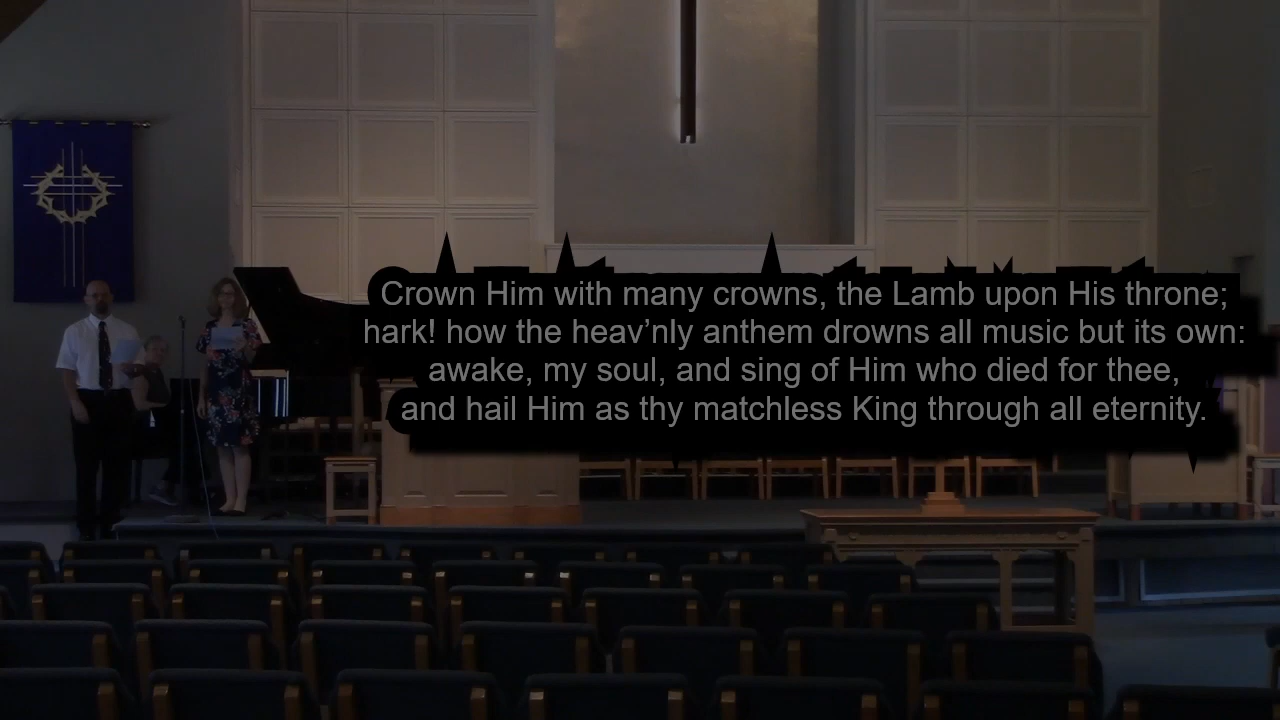 Crown Him with many crowns, the Lamb upon His throne;
hark! how the heav’nly anthem drowns all music but its own:
awake, my soul, and sing of Him who died for thee,
and hail Him as thy matchless King through all eternity.